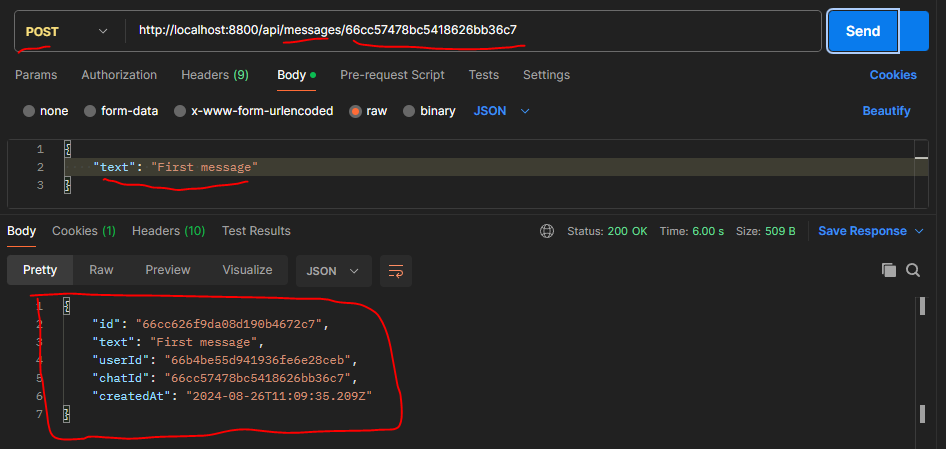 POST http://localhost:8800/api/messages/66cc57478bc5418626bb36c7 Send
Params Authorization Headers (9) Body Pre-request Script Tests Settings Cookies
none form-data x-www-form-urlencoded raw binary JSON Beautify
1 {
2 "text": "First message"
3 }
Body Cookies (1) Headers (10) Test Results Status: 200 OK Time: 6.00 s Size: 509 B Save Response
Pretty Raw Preview Visualize JSON
1 {
2 "id": "66cc626f9da08d190b4672c7",
3 "text": "First message",
4 "userId": "66b4be55d941936fe6e28ceb",
5 "chatId": "66cc57478bc5418626bb36c7",
6 "createdAt": "2024-08-26T11:09:35.209Z"
7 }